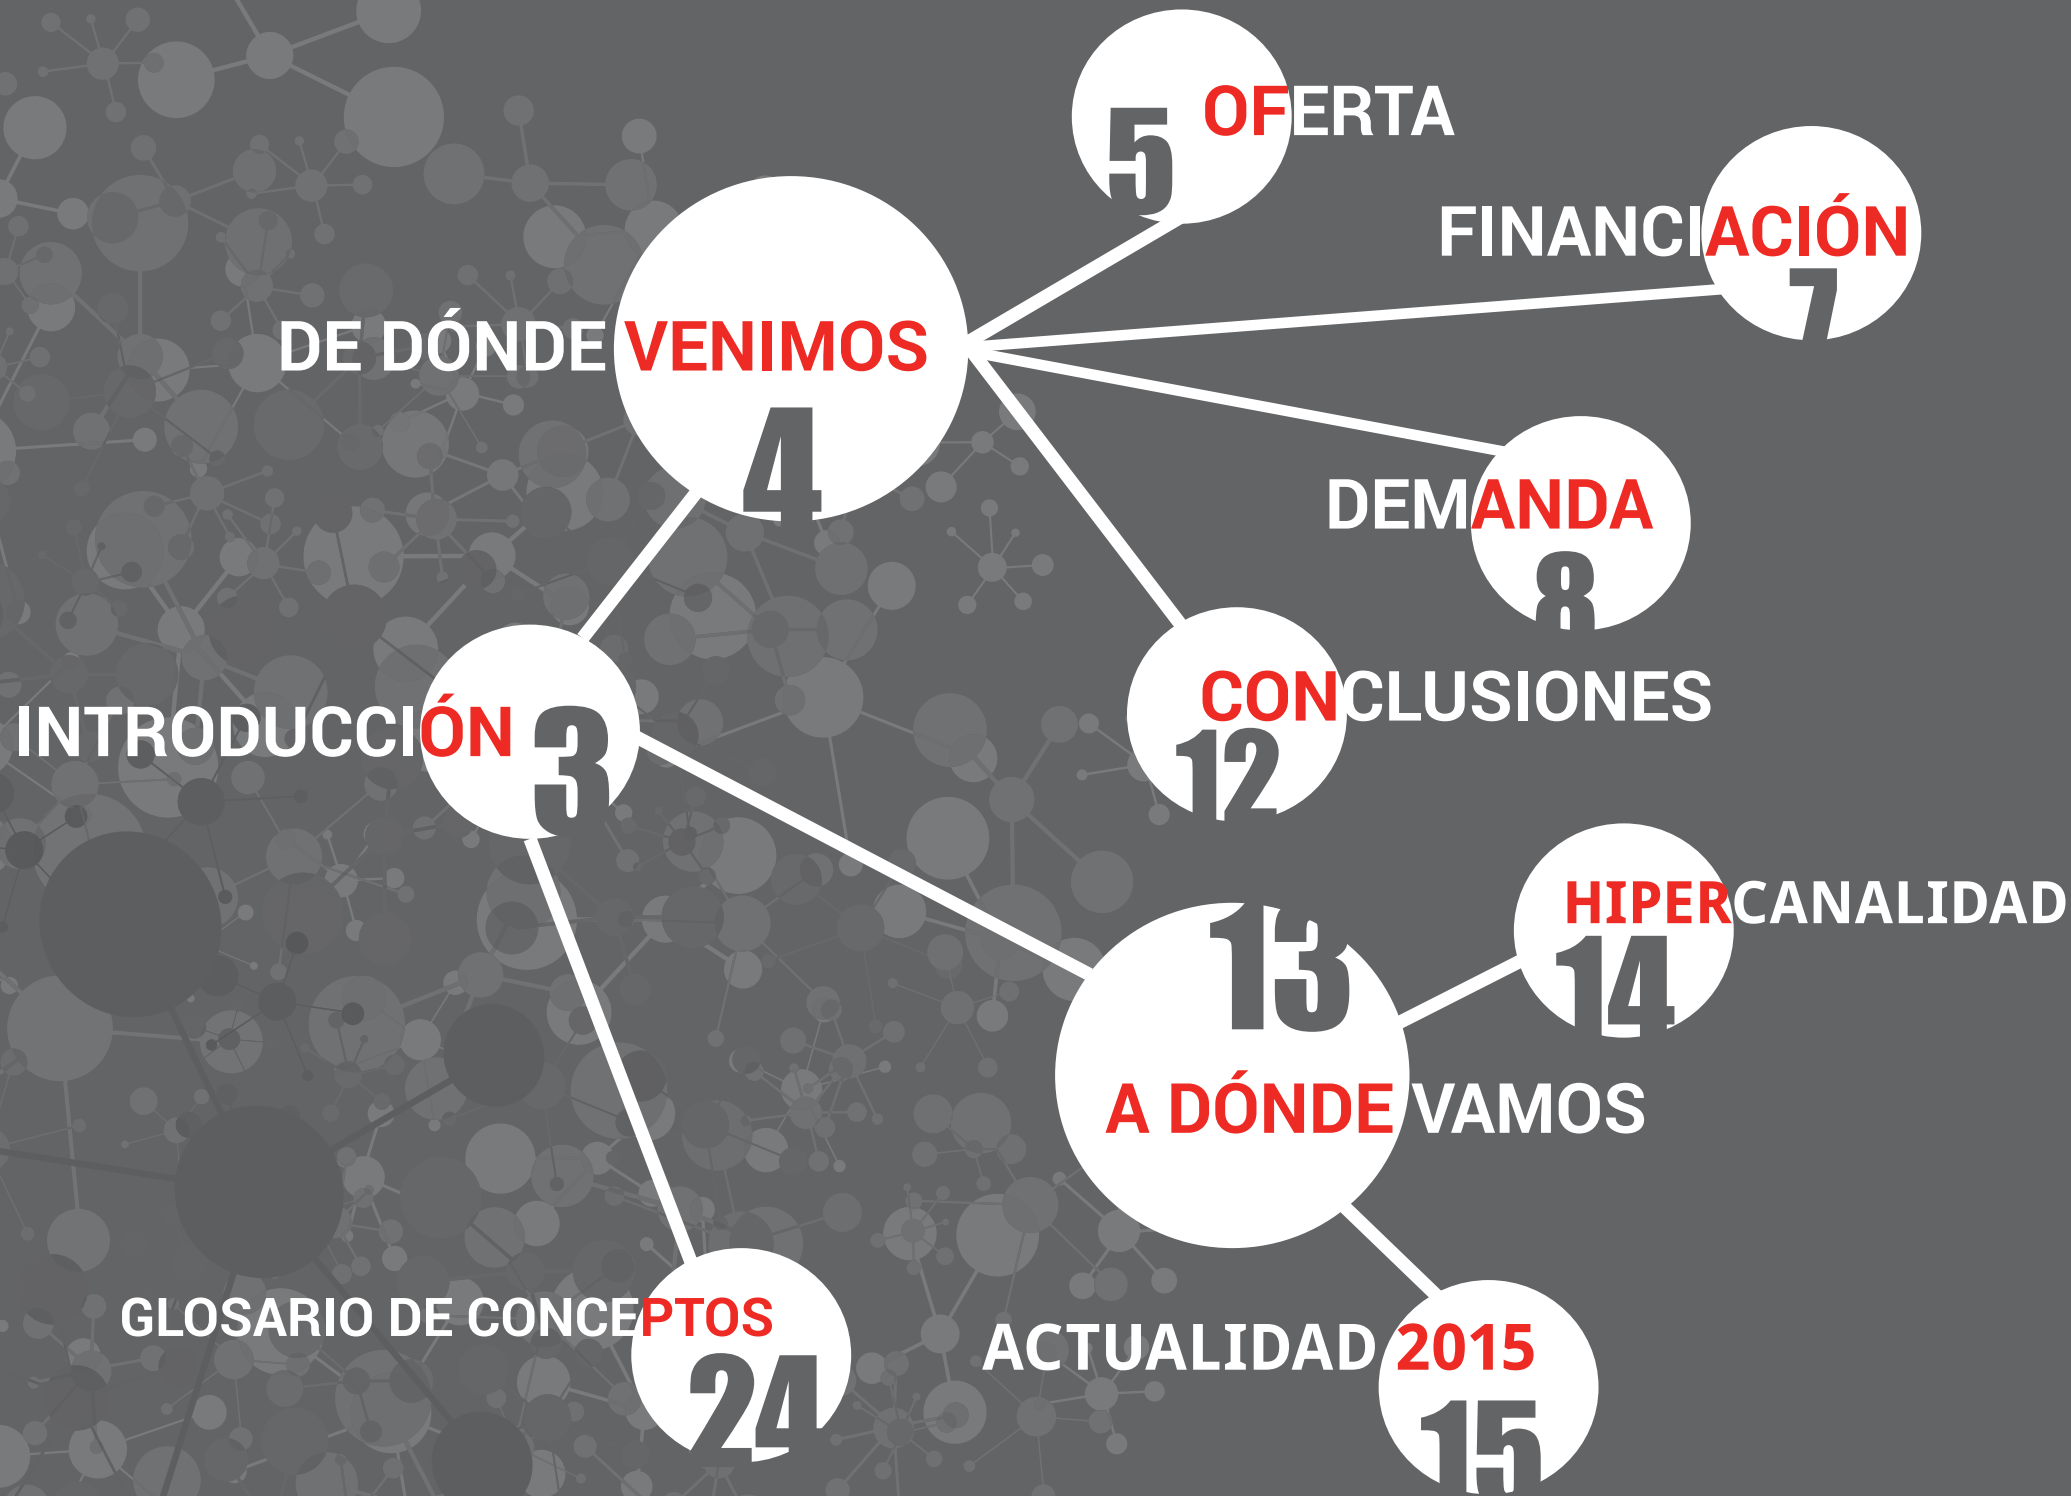 INTRODUCCIÓN
3
DE DÓNDE VENIMOS
4
OFERTA
5
FINANCIACIÓN
7
DEMANDA
8
CONCLUSIONES
12
13
A DÓNDE VAMOS
HIPERCANALIDAD
14
ACTUALIDAD 2015
15
GLOSARIO DE CONCEPTOS
24